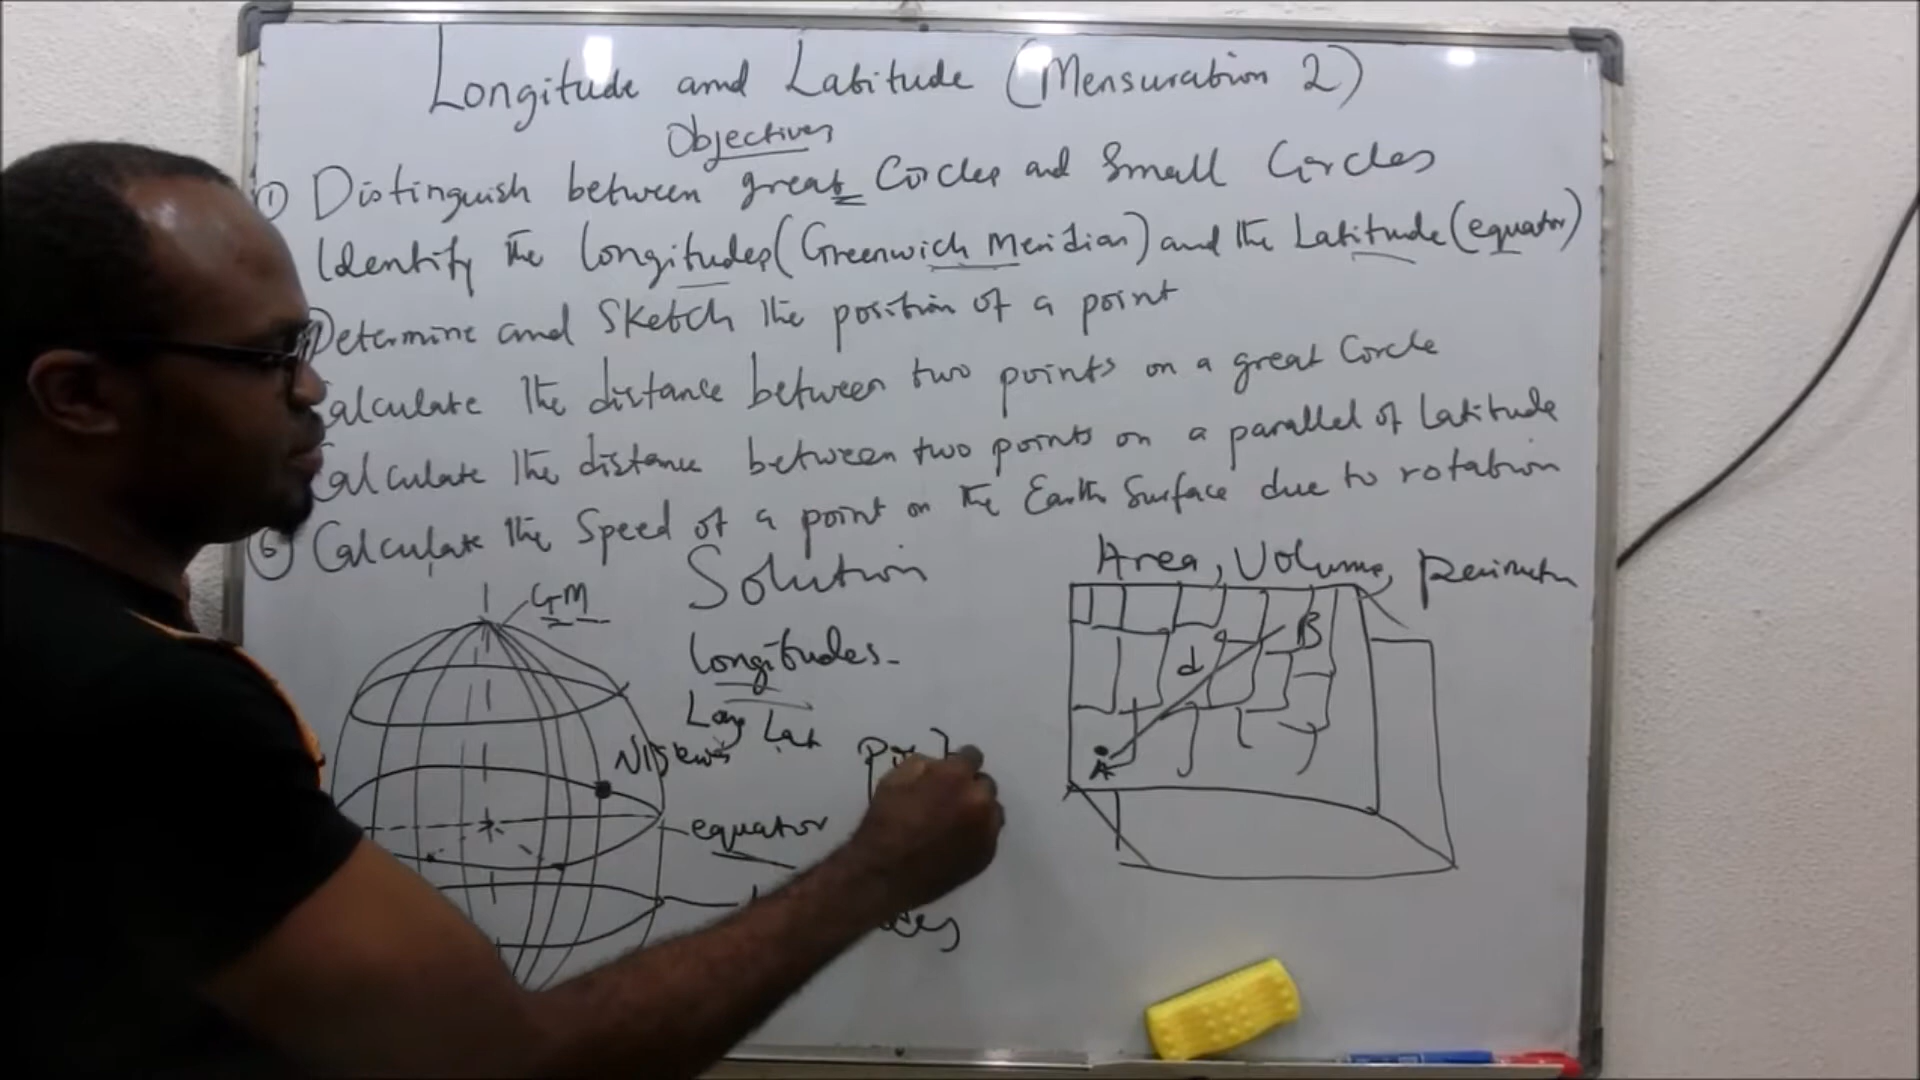 Longitude and Latitude (Mensuration 2)
Objectives
① Distinguish between great Circles and Small Circles
Identify the Longitudes (Greenwich Meridian) and the Latitude (equator)
Determine and Sketch the position of a point
Calculate the distance between two points on a great Circle
Calculate the distance between two points on a parallel of Latitude
⑥ Calculate the Speed of a point on the Earth Surface due to rotation
Solution
Area, Volume, Perimeter
GM
Longitudes
B
d
Long Lat
N/S
A
equator